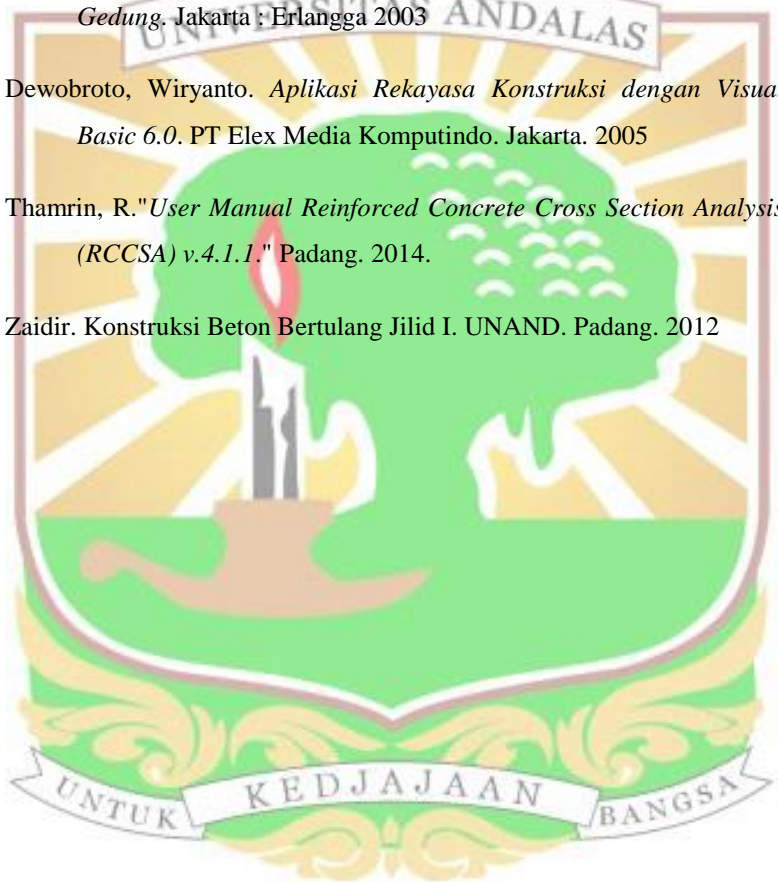 Gedung. Jakarta : Erlangga 2003
UNIVERSITAS ANDALAS
Dewobroto, Wiryanto. Aplikasi Rekayasa Konstruksi dengan Visual
Basic 6.0. PT Elex Media Komputindo. Jakarta. 2005
Thamrin, R."User Manual Reinforced Concrete Cross Section Analysis
(RCCSA) v.4.1.1." Padang. 2014.
Zaidir. Konstruksi Beton Bertulang Jilid I. UNAND. Padang. 2012
UNTUK KEDJAJAAN BANGSA